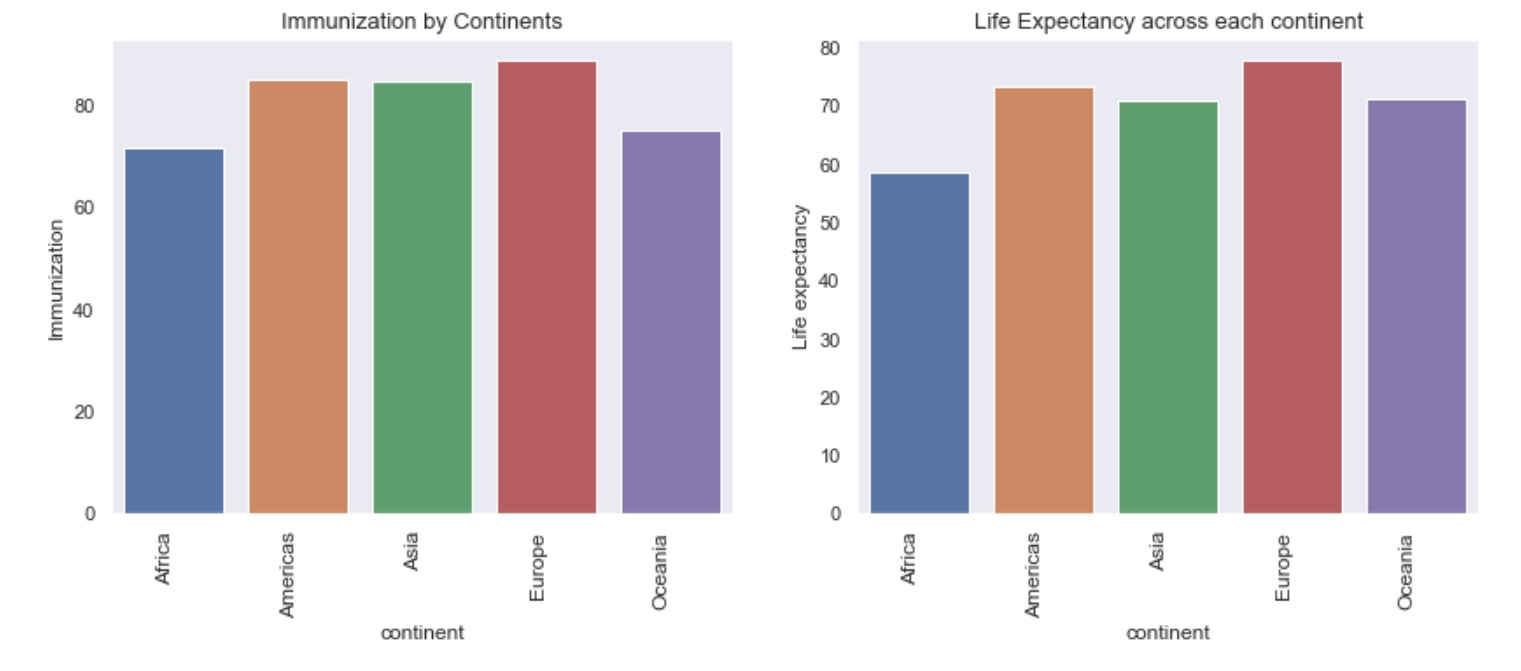 Immunization by Continents
Immunization
80
60
40
20
0
Africa
Americas
Asia
Europe
Oceania
continent
Life Expectancy across each continent
Life expectancy
80
70
60
50
40
30
20
10
0
Africa
Americas
Asia
Europe
Oceania
continent